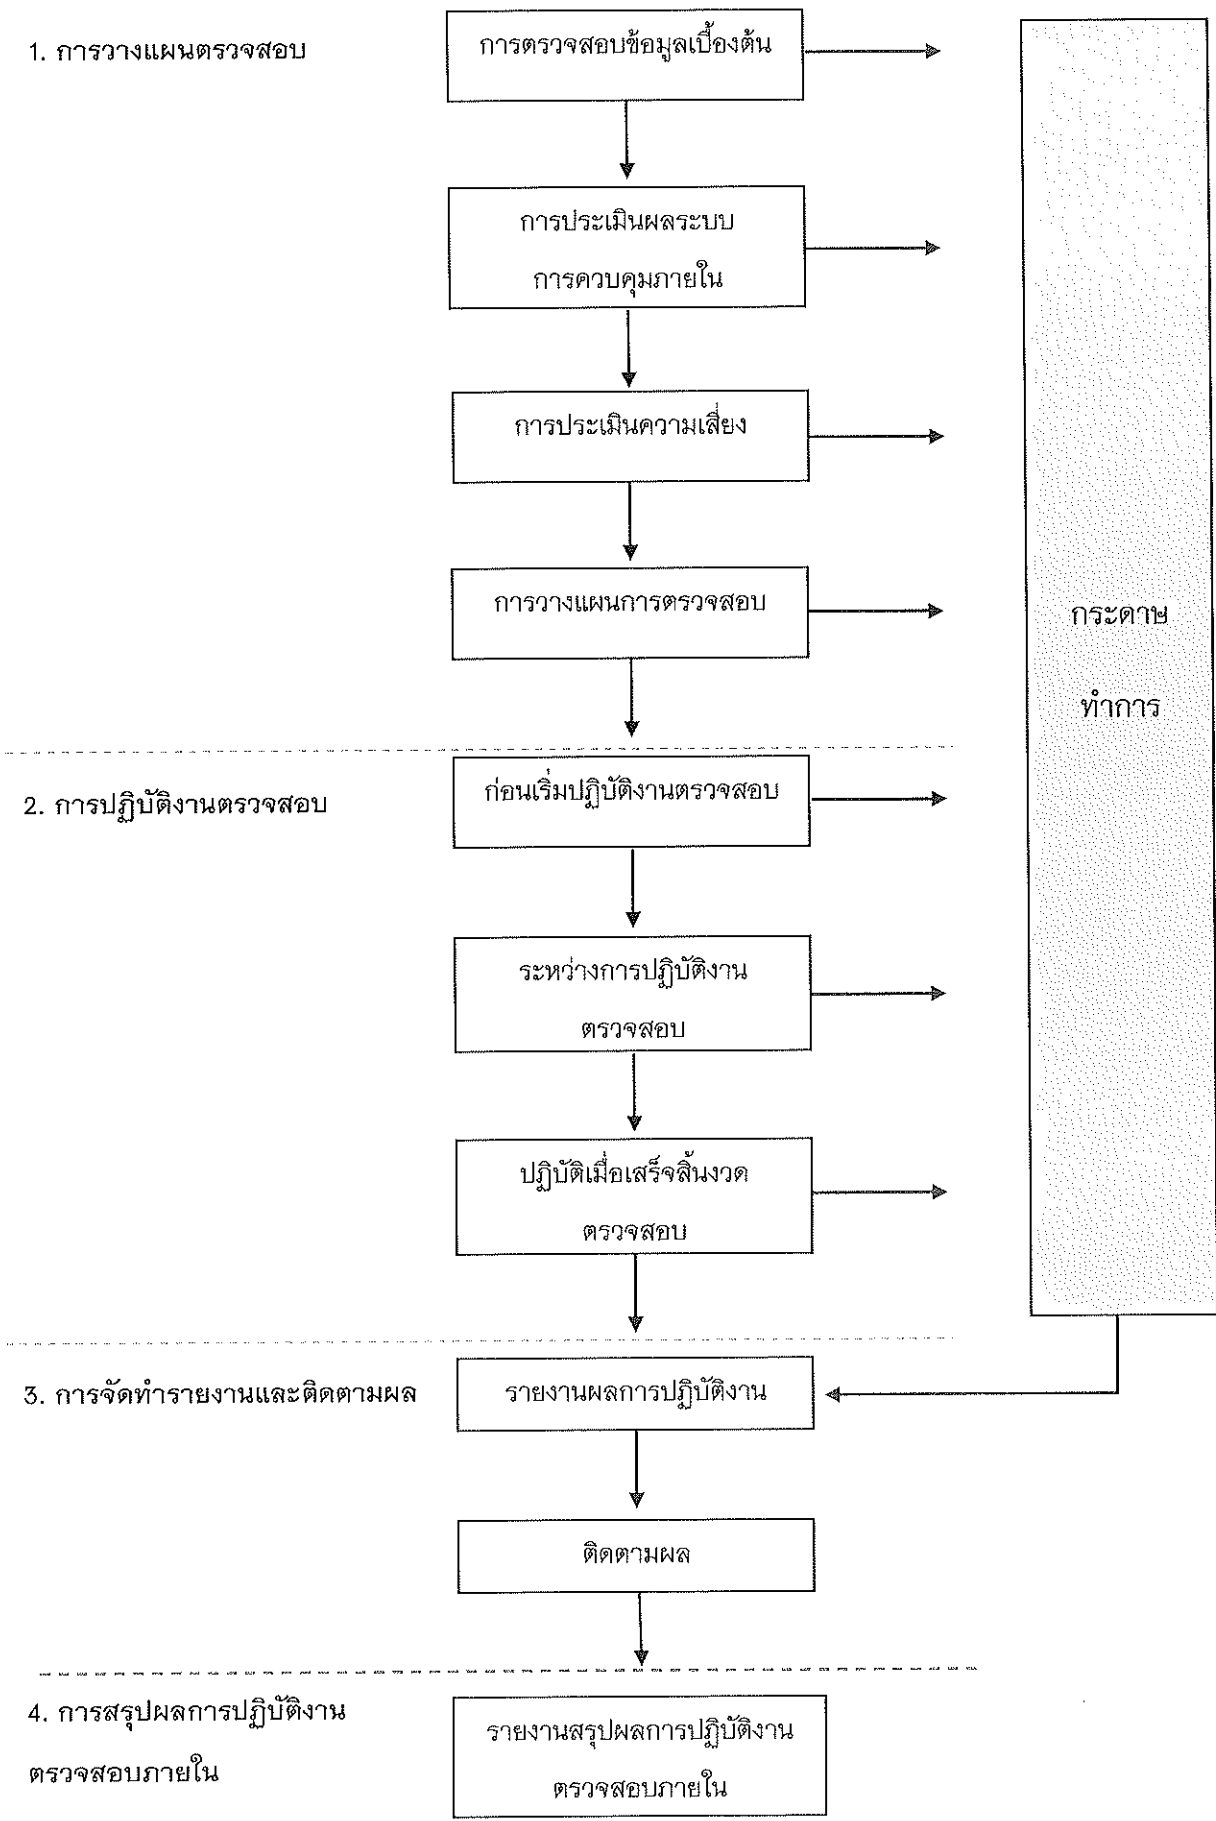 1. การวางแผนตรวจสอบ
การตรวจสอบข้อมูลเบื้องต้น
การประเมินผลระบบ
การควบคุมภายใน
การประเมินความเสี่ยง
การวางแผนการตรวจสอบ
กระดาษ
ทำการ
2. การปฏิบัติงานตรวจสอบ
ก่อนเริ่มปฏิบัติงานตรวจสอบ
ระหว่างการปฏิบัติงาน
ตรวจสอบ
ปฏิบัติเมื่อเสร็จสิ้นงวด
ตรวจสอบ
3. การจัดทำรายงานและติดตามผล
รายงานผลการปฏิบัติงาน
ติดตามผล
4. การสรุปผลการปฏิบัติงาน
ตรวจสอบภายใน
รายงานสรุปผลการปฏิบัติงาน
ตรวจสอบภายใน